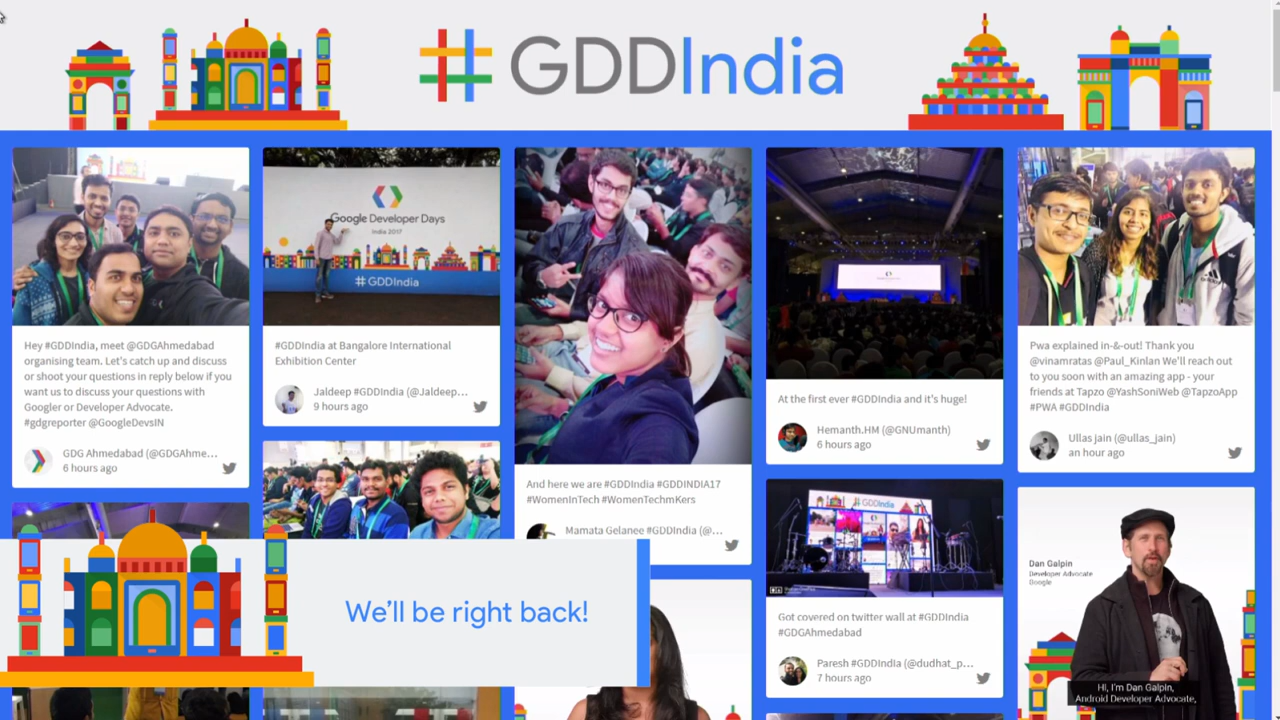 #GDDIndia
Hey #GDDIndia, meet @GDGAhmedabad
organising team. Let's catch up and discuss
or shoot your questions in reply below if you
want us to discuss your questions with
Googler or Developer Advocate.
#gdgreporter @GoogleDevsIN
GDG Ahmedabad (@GDGAhme...
6 hours ago
Google Developer Days
India 2017
#GDDIndia
#GDDIndia at Bangalore International
Exhibition Center
Jaldeep #GDDIndia (@Jaldeep...
9 hours ago
And here we are #GDDIndia #GDDINDIA17
#WomenInTech #WomenTechmKers
Mamata Gelanee #GDDIndia (@...
At the first ever #GDDIndia and it's huge!
Hemanth.HM (@GNUmanth)
6 hours ago
#GDDIndia
Got covered on twitter wall at #GDDIndia
#GDGAhmedabad
Paresh #GDDIndia (@dudhat_p...
7 hours ago
Pwa explained in-&-out! Thank you
@vinamratas @Paul_Kinlan We'll reach out
to you soon with an amazing app - your
friends at Tapzo @YashSoniWeb @TapzoApp
#PWA #GDDIndia
Ullas jain (@ullas_jain)
an hour ago
Dan Galpin
Developer Advocate
Google
Hi, I'm Dan Galpin,
Android Developer Advocate,
We'll be right back!